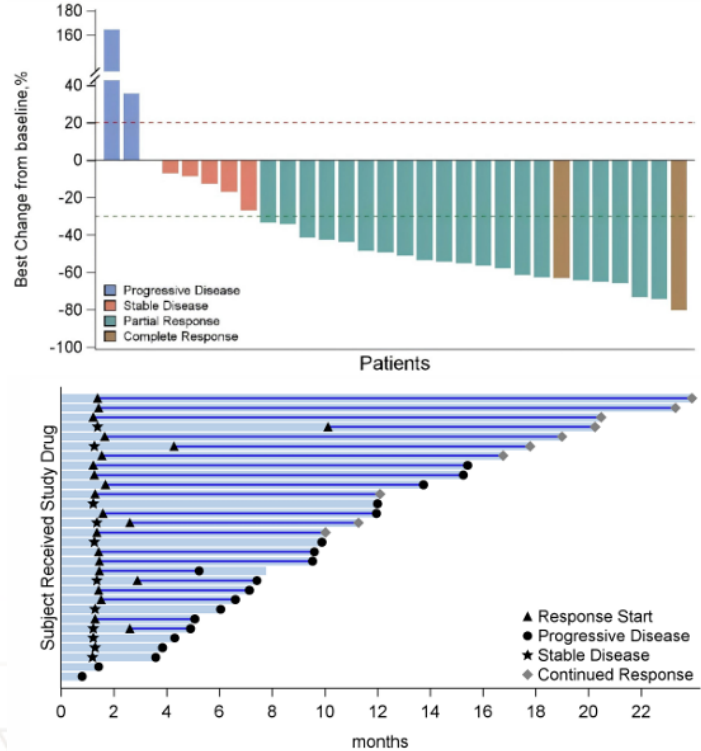 180
160
40
20
0
-20
-40
-60
-80
-100
Best Change from baseline,%
Progressive Disease
Stable Disease
Partial Response
Complete Response
Patients
Subject Received Study Drug
Response Start
Progressive Disease
Stable Disease
Continued Response
0 2 4 6 8 10 12 14 16 18 20 22
months